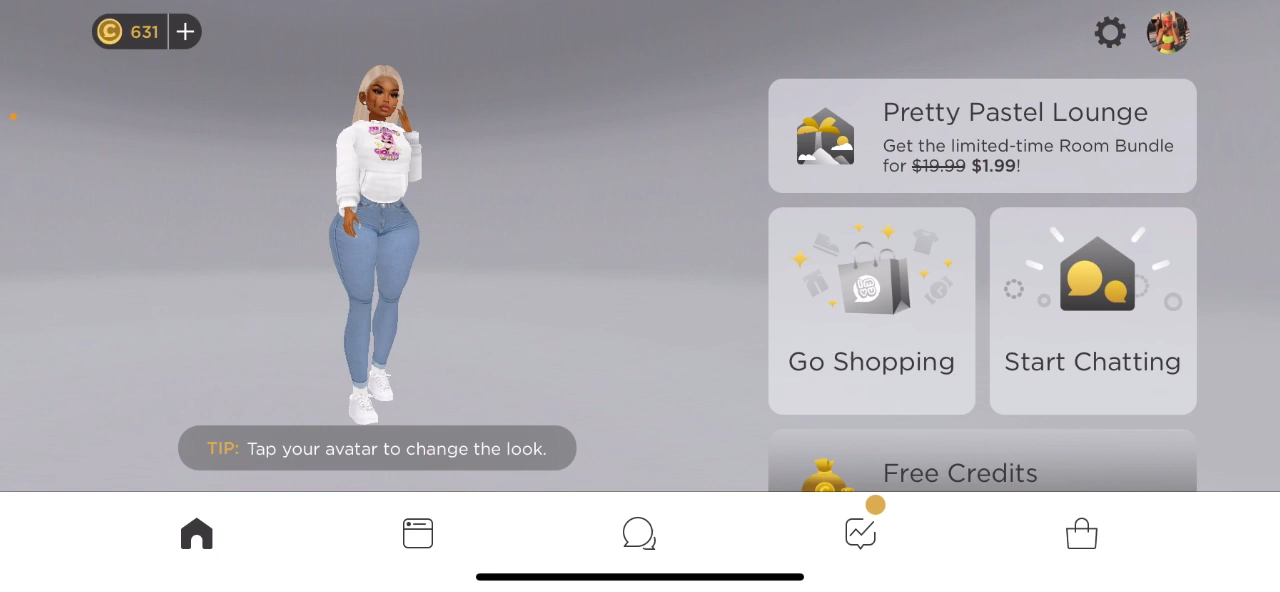 631
Pretty Pastel Lounge
Get the limited-time Room Bundle
for $19.99 $1.99!
Go Shopping
Start Chatting
TIP: Tap your avatar to change the look.
Free Credits